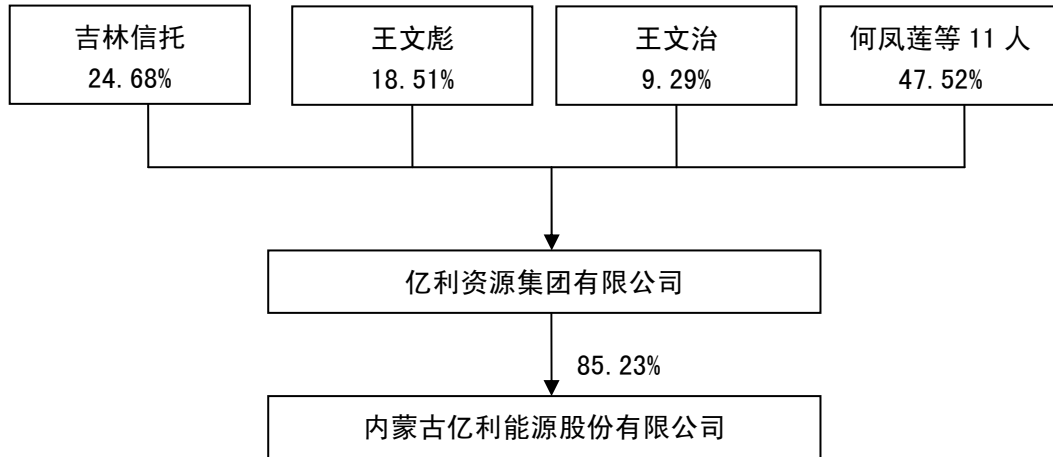 吉林信托
24.68%
王文彪
18.51%
王文治
9.29%
何凤莲等 11 人
47.52%
亿利资源集团有限公司
85.23%
内蒙古亿利能源股份有限公司